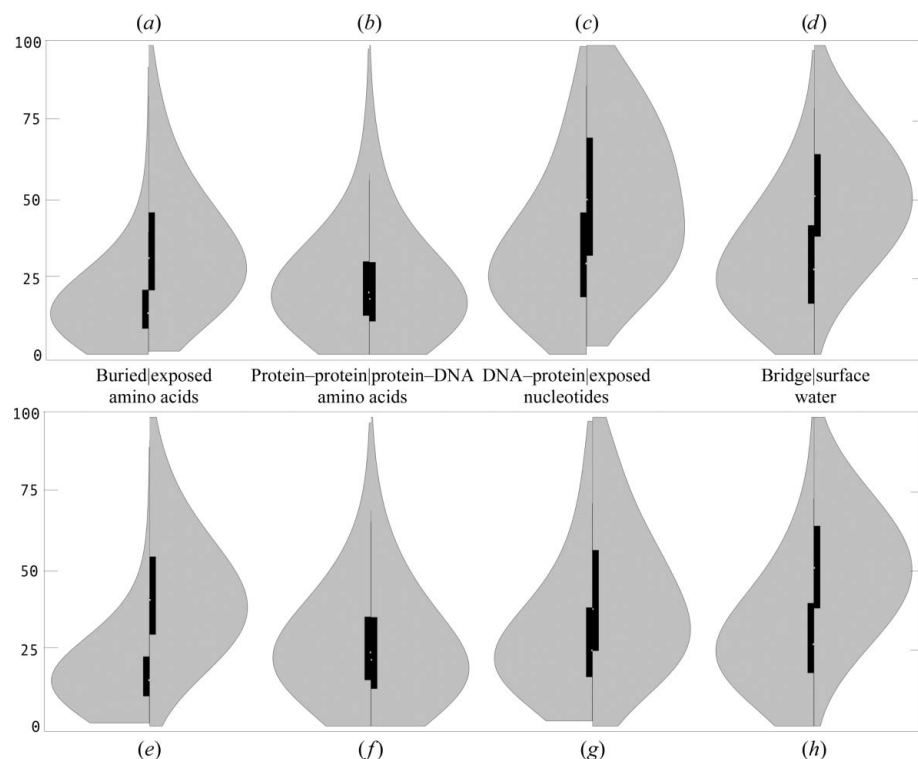 (a) (b) (c) (d)
100
75
50
25
0
Buried|exposed Protein–protein|protein–DNA DNA–protein|exposed Bridge|surface
amino acids amino acids nucleotides water
100
75
50
25
0
(e) (f) (g) (h)